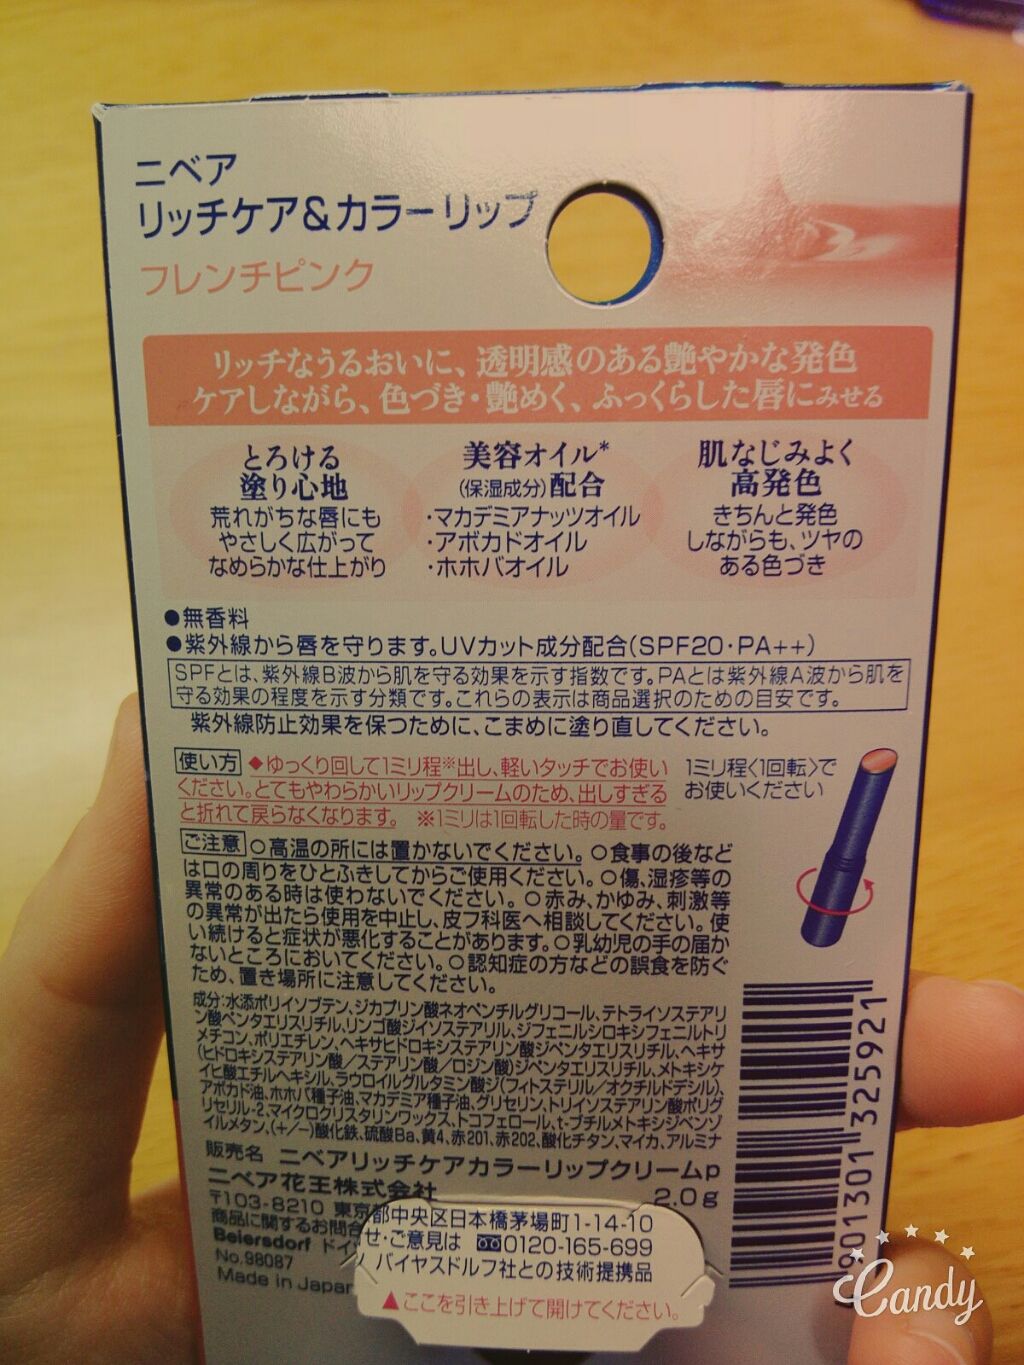 ニベア
リッチケア&カラーリップ
フレンチピンク
リッチなうるおいに、透明感のある艶やかな発色
ケアしながら、色づき・艶めく、ふっくらした唇にみせる
とろける
塗り心地
荒れがちな唇にも
やさしく広がって
なめらかな仕上がり
美容オイル*
(保湿成分)配合
・マカデミアナッツオイル
・アボカドオイル
・ホホバオイル
肌なじみよく
高発色
きちんと発色
しながらも、ツヤの
ある色づき
●無香料
●紫外線から唇を守ります。UVカット成分配合(SPF20・PA++)
SPFとは、紫外線B波から肌を守る効果を示す指数です。PAとは紫外線A波から肌を
守る効果の程度を示す分類です。これらの表示は商品選択のための目安です。
紫外線防止効果を保つために、こまめに塗り直してください。
使い方 ◆ゆっくり回して1ミリ程※出し、軽いタッチでお使い
ください。とてもやわらかいリップクリームのため、出しすぎる
と折れて戻らなくなります。 ※1ミリは1回転した時の量です。
1ミリ程〈1回転〉で
お使いください
ご注意 ○高温の所には置かないでください。○食事の後など
は口の周りをひとふきしてからご使用ください。○傷、湿疹等の
異常のある時は使わないでください。○赤み、かゆみ、刺激等
の異常が出たら使用を中止し、皮フ科医へ相談してください。使
い続けると症状が悪化することがあります。○乳幼児の手の届か
ないところにおいてください。○認知症の方などの誤食を防ぐ
ため、置き場所に注意してください。
成分:水添ポリイソブテン、ジカプリン酸ネオペンチルグリコール、テトライソステアリ
ン酸ペンタエリスリチル、リンゴ酸ジイソステアリル、ジフェニルシロキシフェニルトリ
メチコン、ポリエチレン、ヘキサヒドロキシステアリン酸ジペンタエリスリチル、ヘキサ
(ヒドロキシステアリン酸/ステアリン酸/ロジン酸)ジペンタエリスリチル、メトキシケ
イヒ酸エチルヘキシル、ラウロイルグルタミン酸ジ(フィトステリル/オクチルドデシル)、
アボカド油、ホホバ種子油、マカデミア種子油、グリセリン、トリイソステアリン酸ポリグ
リセリル-2、マイクロクリスタリンワックス、トコフェロール、t-ブチルメトキシジベンゾ
イルメタン、(+/-)酸化鉄、硫酸Ba、黄4、赤201、赤202、酸化チタン、マイカ、アルミナ
販売名 ニベアリッチケアカラーリップクリームp
ニベア花王株式会社 2.0g
〒103-8210 東京都中央区日本橋茅場町1-14-10
商品に関するお問合せ・ご意見は 0120-165-699
Beiersdorf ドイツ バイヤスドルフ社との技術提携品
No.98087
Made in Japan
▲ここを引き上げて開けてください。
4901301325921
Candy